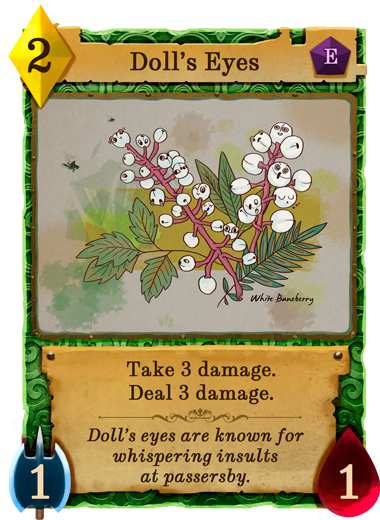 2
Doll's Eyes
E
White Baneberry
Take 3 damage.
Deal 3 damage.
Doll's eyes are known for
whispering insults
at passersby.
1
1